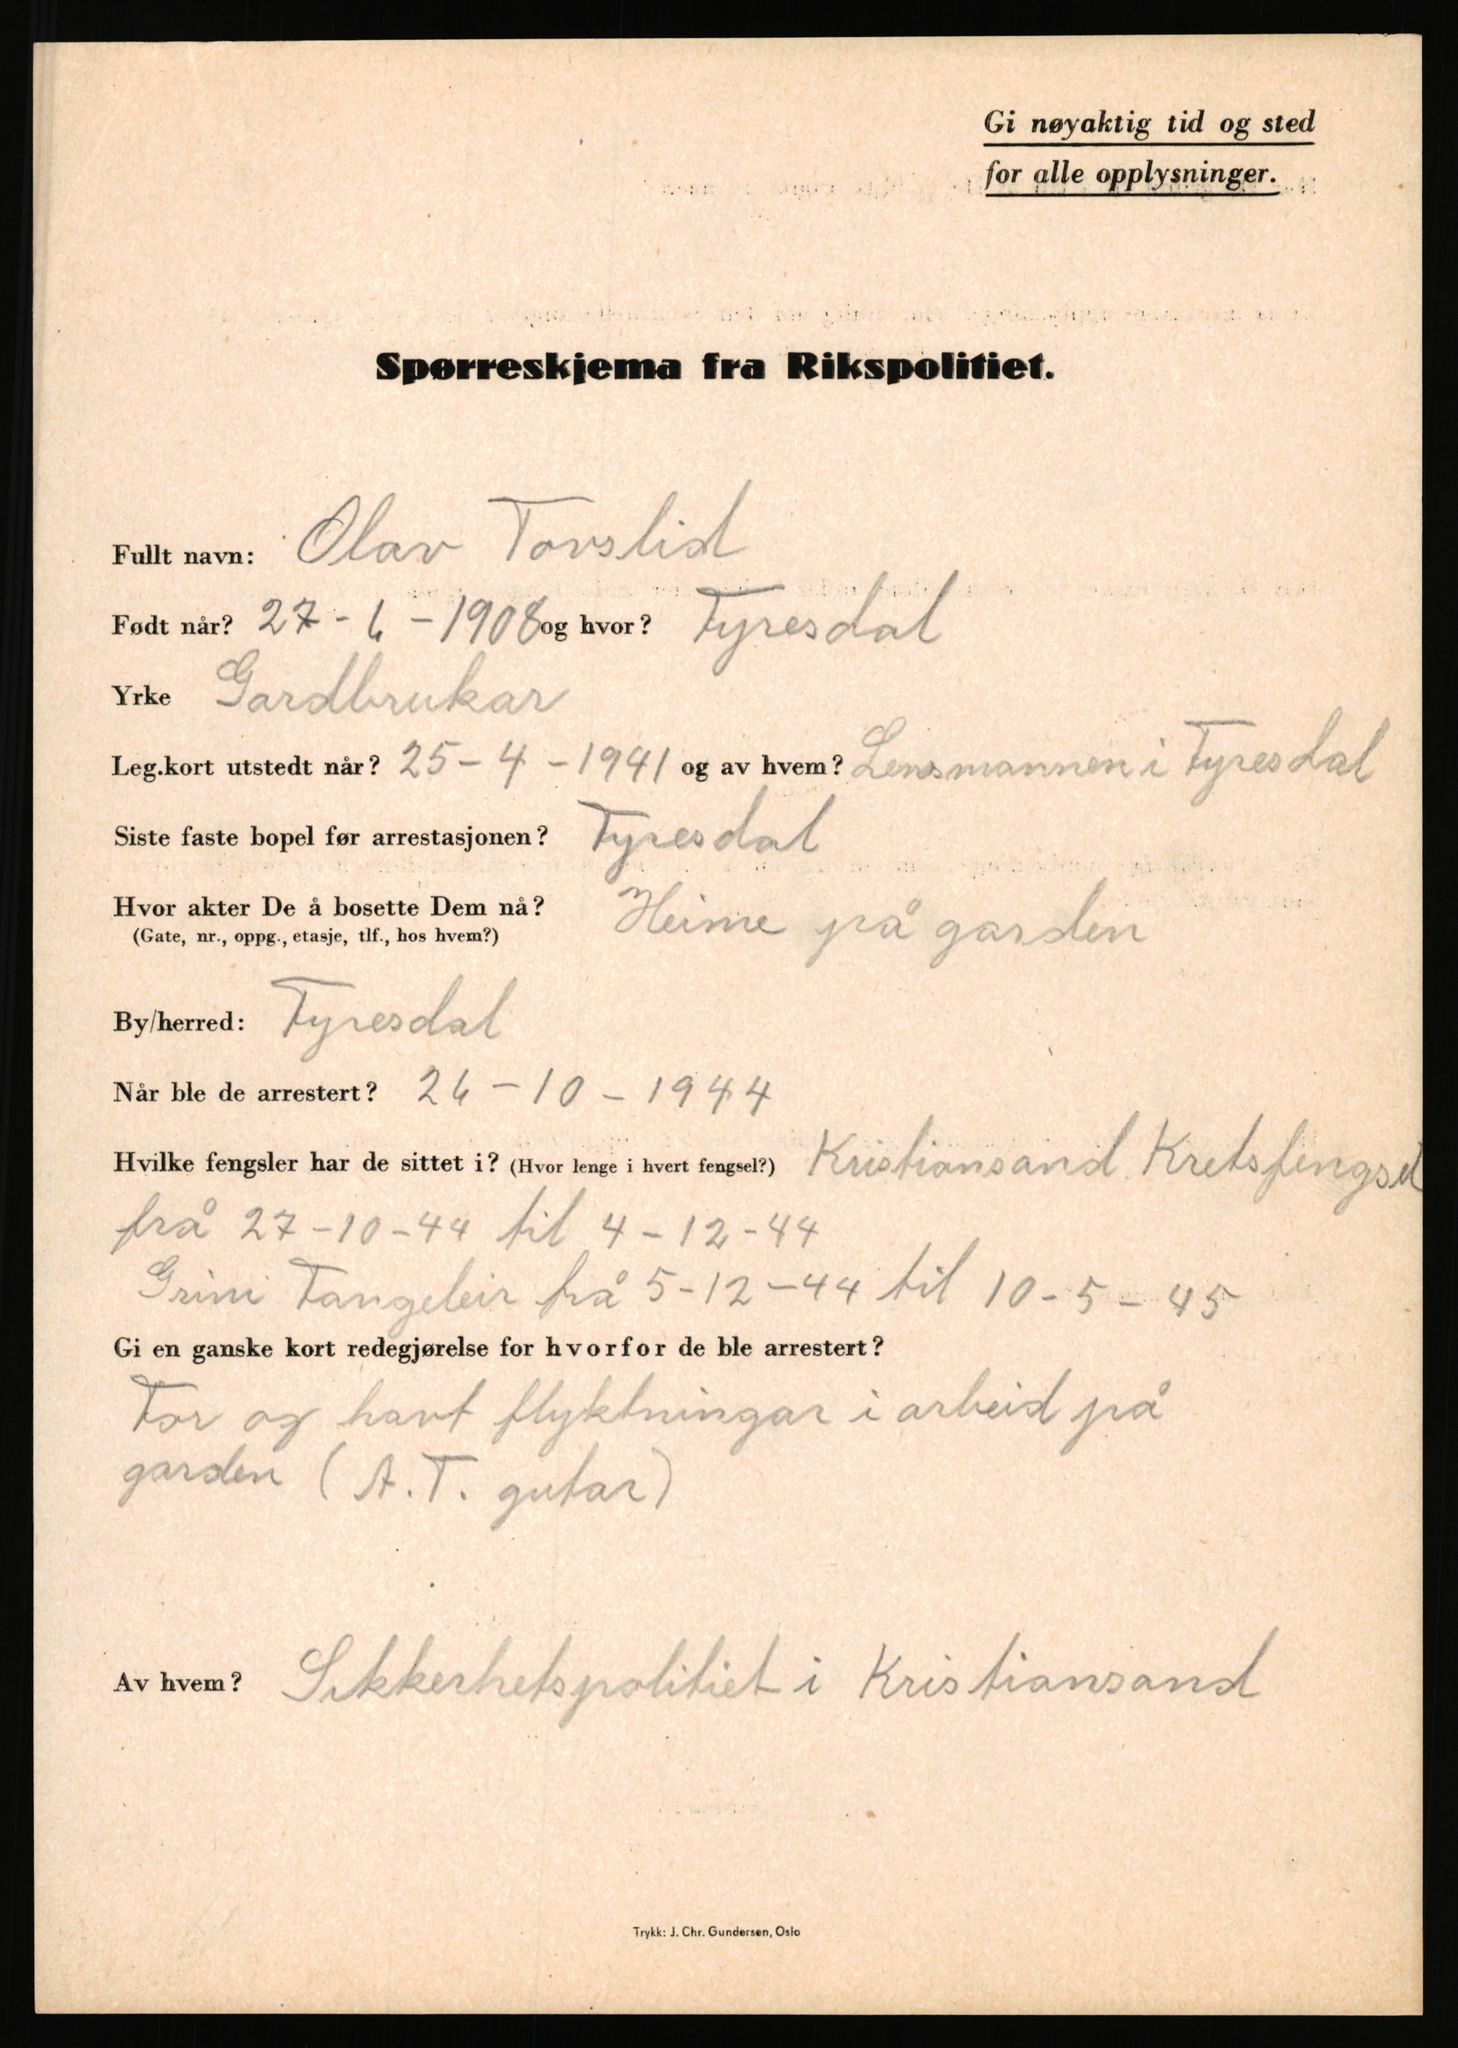 Gi nøyaktig tid og sted
for alle opplysninger.
Spørreskjema fra Rikspolitiet.
Fullt navn: Olav Tovslid
Født når? 27-6-1908 og hvor? Tyresdal
Yrke Gardbrukar
Leg.kort utstedt når? 25-4-1941 og av hvem? Lensmannen i Tyresdal
Siste faste bopel før arrestasjonen? Tyresdal
Hvor akter De å bosette Dem nå? Heime på garden
(Gate, nr., oppg., etasje, tlf., hos hvem?)
By/herred: Tyresdal
Når ble de arrestert? 26-10-1944
Hvilke fengsler har de sittet i? (Hvor lenge i hvert fengsel?) Kristiansand Kretsfengsel
frå 27-10-44 til 4-12-44
Grini Fangeleir frå 5-12-44 til 10-5-45
Gi en ganske kort redegjørelse for hvorfor de ble arrestert?
For og havt flyktningar i arbeid på
garden (A.T. gutar)
Av hvem? Sikkerhetspolitiet i Kristiansand
Trykk: J. Chr. Gundersen, Oslo